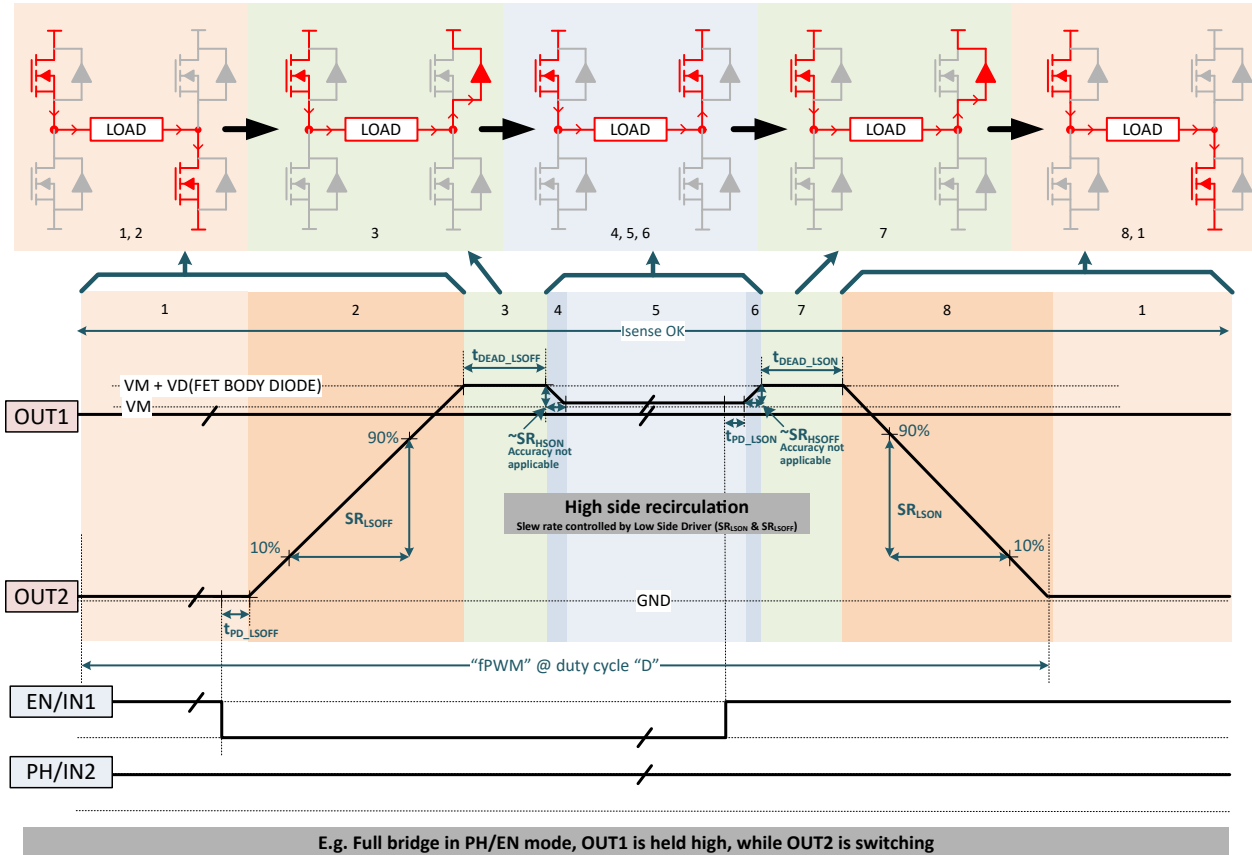 LOAD
LOAD
LOAD
LOAD
LOAD
1, 2
3
4, 5, 6
7
8, 1
1
2
3
4
5
6
7
8
1
Isense OK
tDEAD_LSOFF
tDEAD_LSON
VM + VD(FET BODY DIODE)
VM
OUT1
90%
~SRHSON
Accuracy not
applicable
tPD_LSON
~SRHSOFF
Accuracy not
applicable
90%
High side recirculation
Slew rate controlled by Low Side Driver (SRLSON & SRLSOFF)
SRLSOFF
SRLSON
10%
10%
OUT2
GND
tPD_LSOFF
“fPWM” @ duty cycle “D”
EN/IN1
PH/IN2
E.g. Full bridge in PH/EN mode, OUT1 is held high, while OUT2 is switching